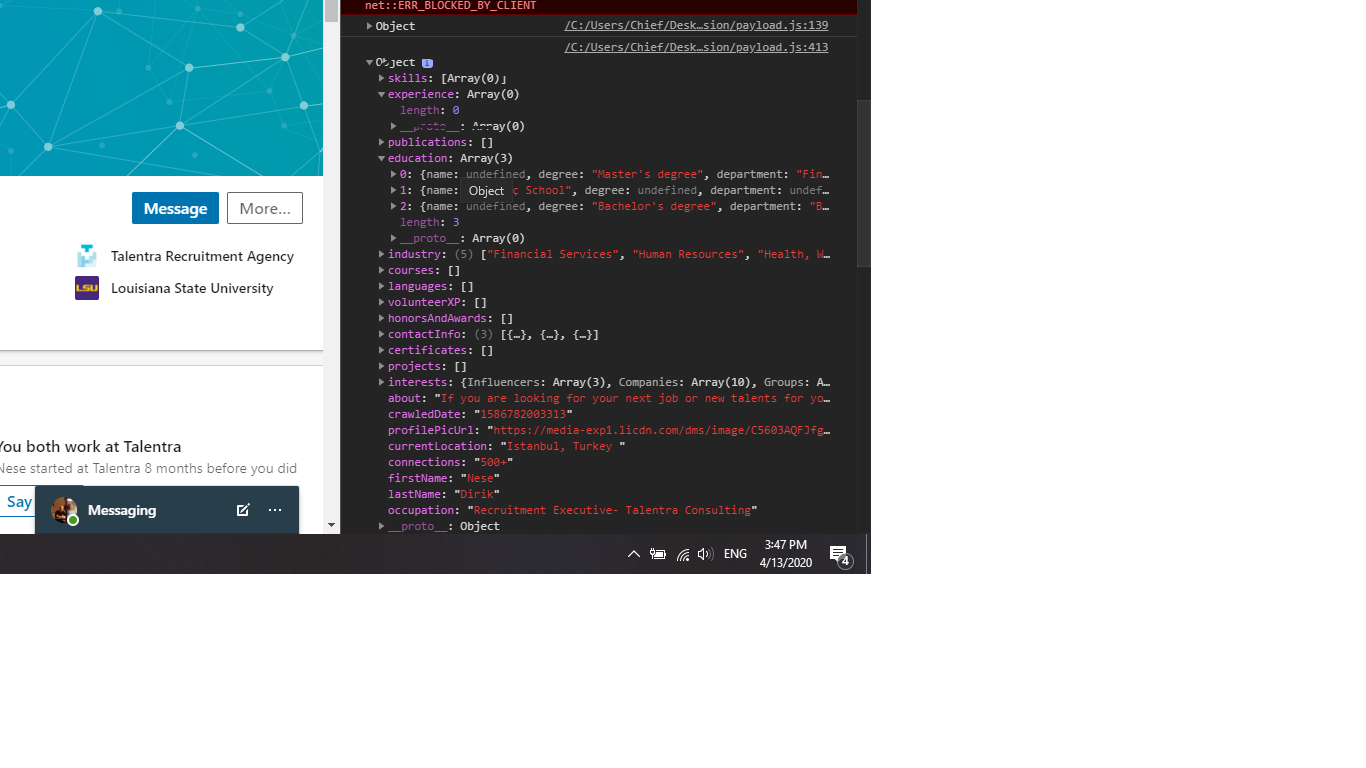 Message
More...
Talentra Recruitment Agency
LSU
Louisiana State University
You both work at Talentra
Nese started at Talentra 8 months before you did
Say
Messaging
net::ERR_BLOCKED_BY_CLIENT
Object /C:/Users/Chief/Desk…sion/payload.js:139
/C:/Users/Chief/Desk…sion/payload.js:413
Object i
skills: [Array(0)]
experience: Array(0)
length: 0
__proto__: Array(0)
publications: []
education: Array(3)
0: {name: undefined, degree: "Master's degree", department: "Fin…
1: {name: c School", degree: undefined, department: undef…
Object
2: {name: undefined, degree: "Bachelor's degree", department: "B…
length: 3
__proto__: Array(0)
industry: (5) ["Financial Services", "Human Resources", "Health, W…
courses: []
languages: []
volunteerXP: []
honorsAndAwards: []
contactInfo: (3) [{…}, {…}, {…}]
certificates: []
projects: []
interests: {Influencers: Array(3), Companies: Array(10), Groups: A…
about: "If you are looking for your next job or new talents for yo…
crawledDate: "1586782003313"
profilePicUrl: "https://media-exp1.licdn.com/dms/image/C5603AQFJfg…
currentLocation: "Istanbul, Turkey "
connections: "500+"
firstName: "Nese"
lastName: "Dirik"
occupation: "Recruitment Executive- Talentra Consulting"
__proto__: Object
ENG
3:47 PM
4/13/2020
4